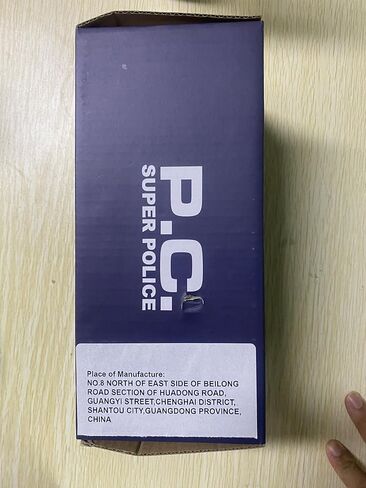 P.C.
SUPER POLICE
Place of Manufacture:
NO.8 NORTH OF EAST SIDE OF BEILONG
ROAD SECTION OF HUADONG ROAD,
GUANGYI STREET,CHENGHAI DISTRICT,
SHANTOU CITY,GUANGDONG PROVINCE,
CHINA